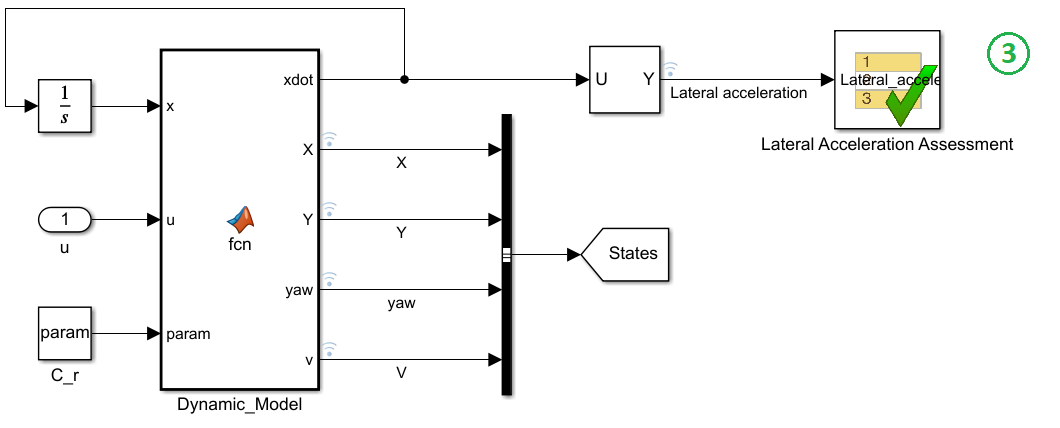 1
s
x
xdot
U
Y
Lateral acceleration
1
2
3
Lateral_accele
Lateral Acceleration Assessment
3
X
X
1
u
u
fcn
Y
Y
States
yaw
yaw
param
C_r
param
v
V
Dynamic_Model